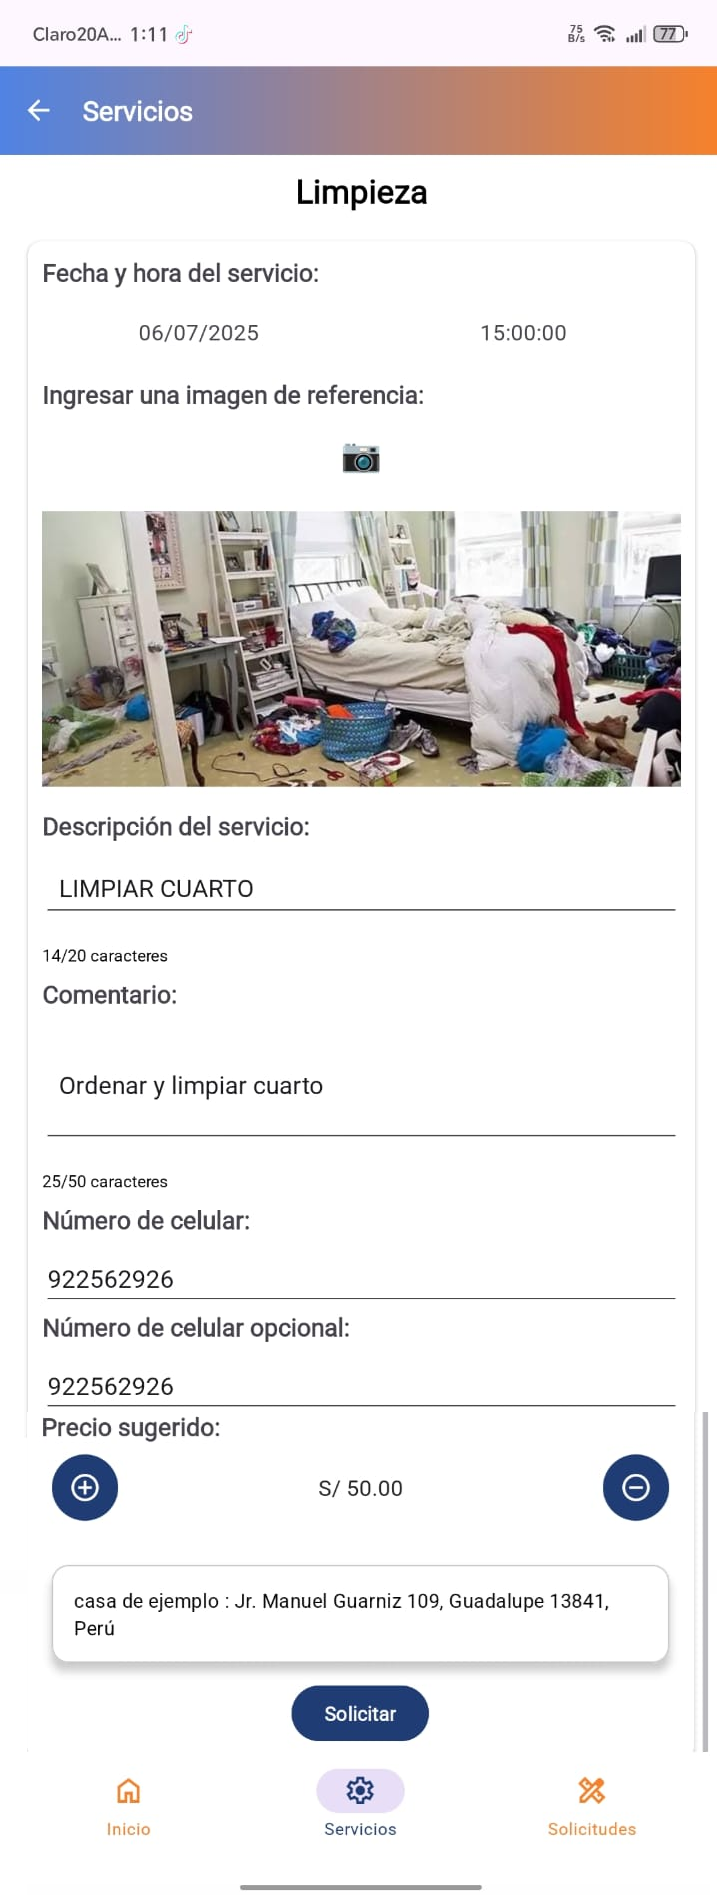 Claro20A... 1:11
75
B/s
77
Servicios
Limpieza
Fecha y hora del servicio:
06/07/2025 15:00:00
Ingresar una imagen de referencia:
Descripción del servicio:
LIMPIAR CUARTO
14/20 caracteres
Comentario:
Ordenar y limpiar cuarto
25/50 caracteres
Número de celular:
922562926
Número de celular opcional:
922562926
Precio sugerido:
S/ 50.00
casa de ejemplo : Jr. Manuel Guarniz 109, Guadalupe 13841,
Perú
Solicitar
Inicio Servicios Solicitudes